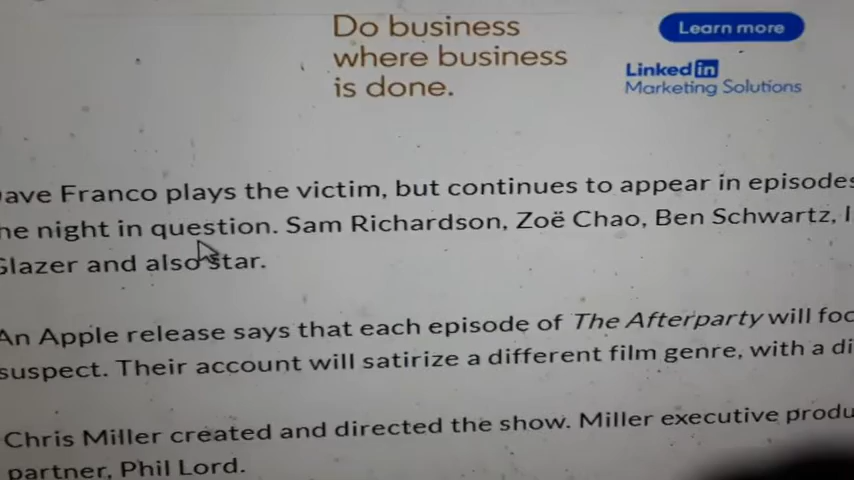 Do business
where business
is done.
Learn more
Linked in
Marketing Solutions
ave Franco plays the victim, but continues to appear in episodes
he night in question. Sam Richardson, Zoë Chao, Ben Schwartz, I
Glazer and also star.
An Apple release says that each episode of The Afterparty will foc
suspect. Their account will satirize a different film genre, with a di
Chris Miller created and directed the show. Miller executive produ
partner, Phil Lord.